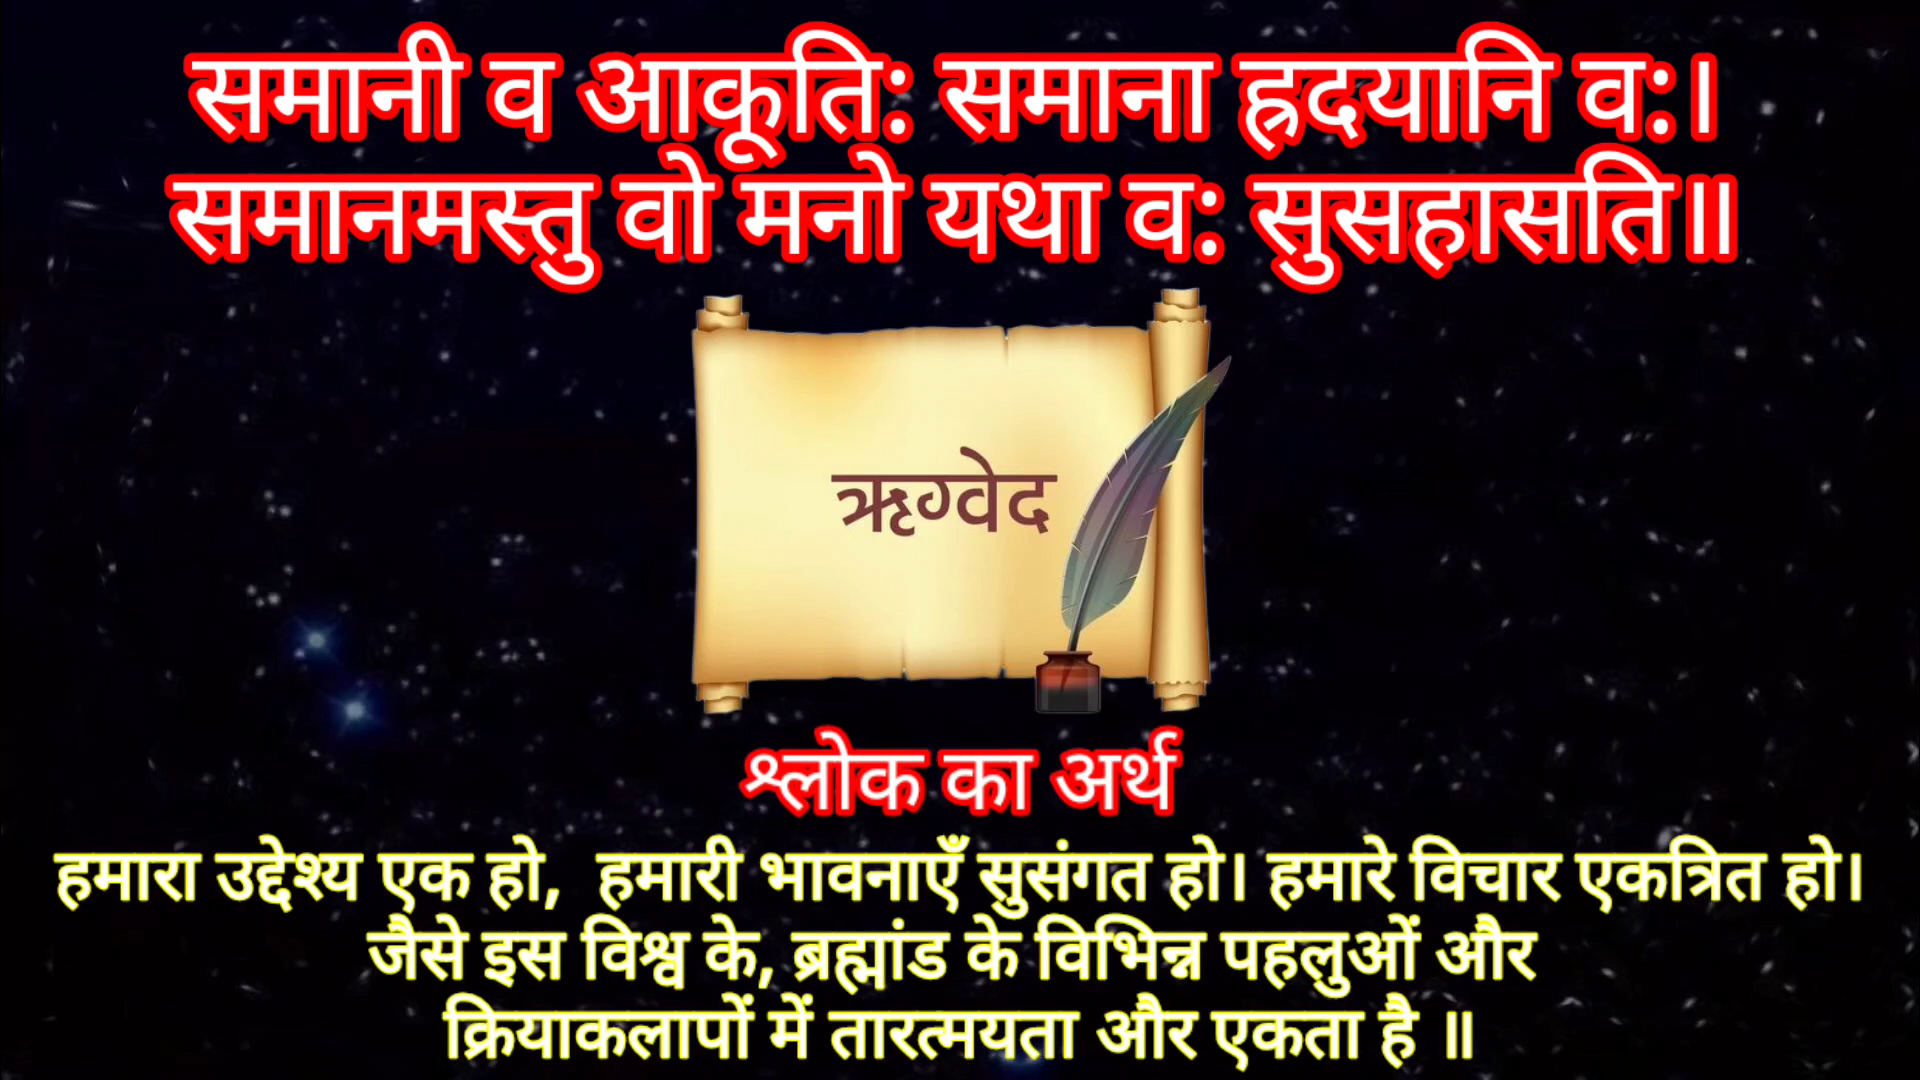 समानी व आकूति: समाना ह्रदयानि व:।
समानमस्तु वो मनो यथा व: सुसहासति॥
ऋग्वेद
श्लोक का अर्थ
हमारा उद्देश्य एक हो, हमारी भावनाएँ सुसंगत हो। हमारे विचार एकत्रित हो।
जैसे इस विश्व के, ब्रह्मांड के विभिन्न पहलुओं और
क्रियाकलापों में तारत्मयता और एकता है ॥